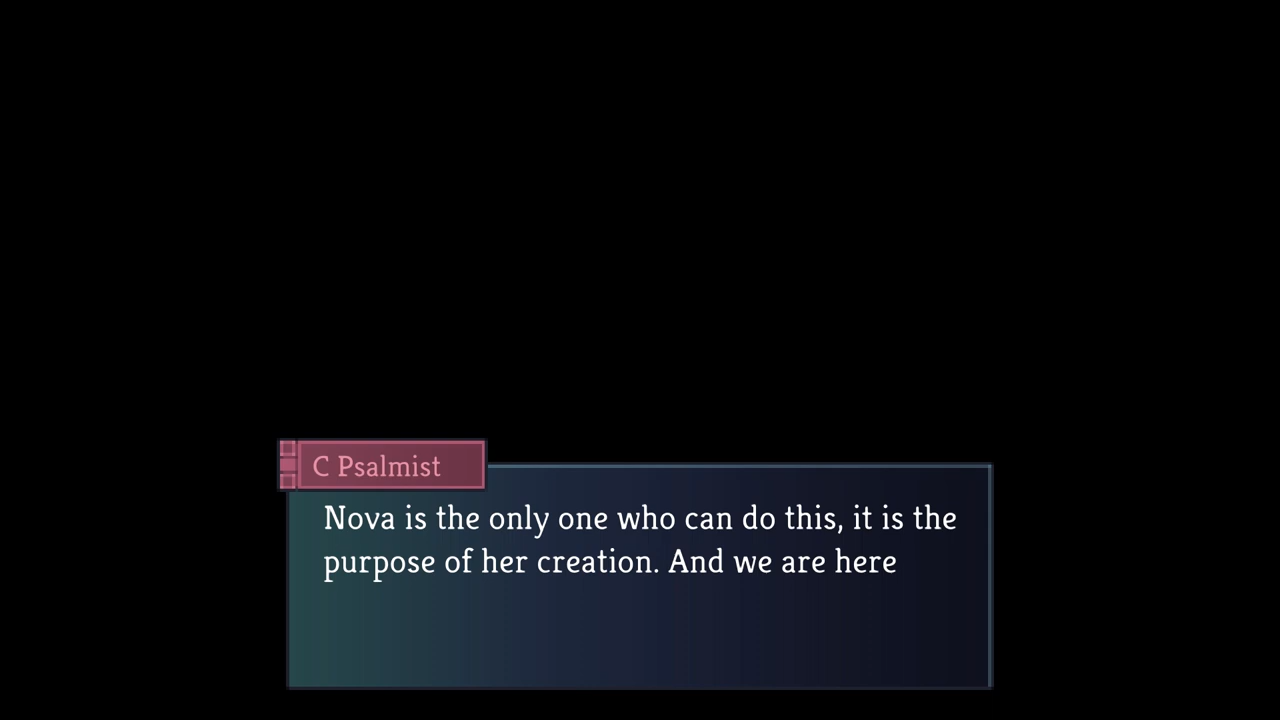 C Psalmist
Nova is the only one who can do this, it is the
purpose of her creation. And we are here